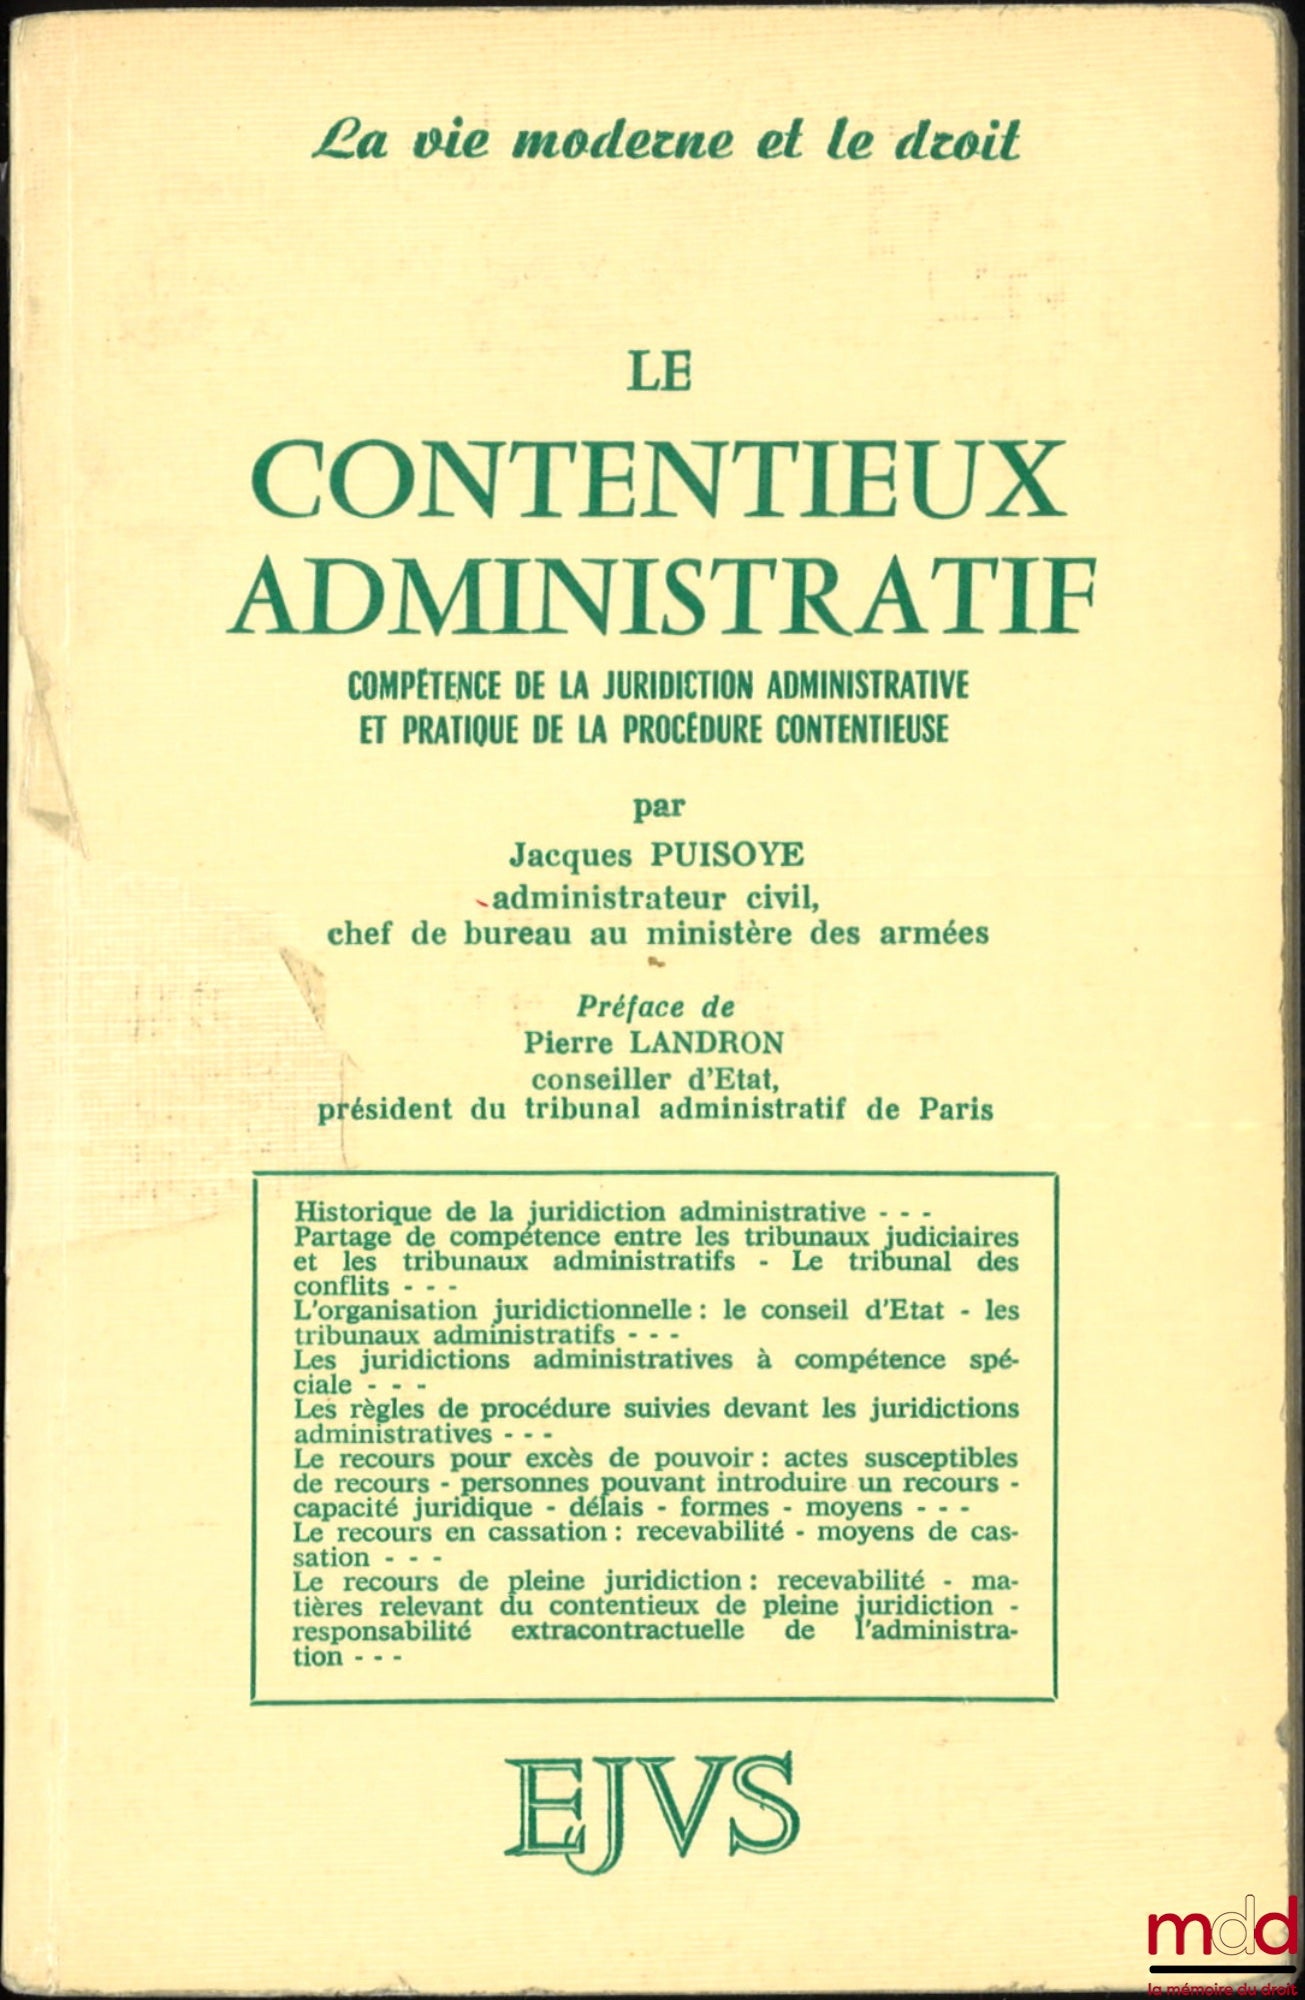 La vie moderne et le droit
LE
CONTENTIEUX
ADMINISTRATIF
COMPÉTENCE DE LA JURIDICTION ADMINISTRATIVE
ET PRATIQUE DE LA PROCÉDURE CONTENTIEUSE
par
Jacques PUISOYE
administrateur civil,
chef de bureau au ministère des armées
Préface de
Pierre LANDRON
conseiller d'Etat,
président du tribunal administratif de Paris
Historique de la juridiction administrative - - -
Partage de compétence entre les tribunaux judiciaires
et les tribunaux administratifs - Le tribunal des
conflits - - -
L'organisation juridictionnelle : le conseil d'Etat - les
tribunaux administratifs - - -
Les juridictions administratives à compétence spé-
ciale - - -
Les règles de procédure suivies devant les juridictions
administratives - - -
Le recours pour excès de pouvoir : actes susceptibles
de recours - personnes pouvant introduire un recours -
capacité juridique - délais - formes - moyens - - -
Le recours en cassation : recevabilité - moyens de cas-
sation - - -
Le recours de pleine juridiction : recevabilité - ma-
tières relevant du contentieux de pleine juridiction -
responsabilité extracontractuelle de l'administra-
tion - - -
EJVS
mdd
la mémoire du droit